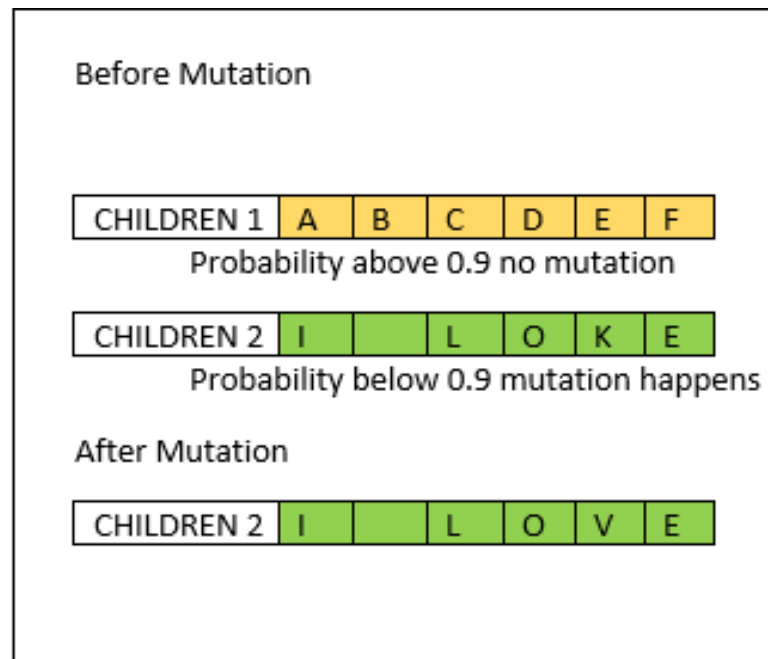 Before Mutation
CHILDREN 1 A B C D E F
Probability above 0.9 no mutation
CHILDREN 2 I L O K E
Probability below 0.9 mutation happens
After Mutation
CHILDREN 2 I L O V E